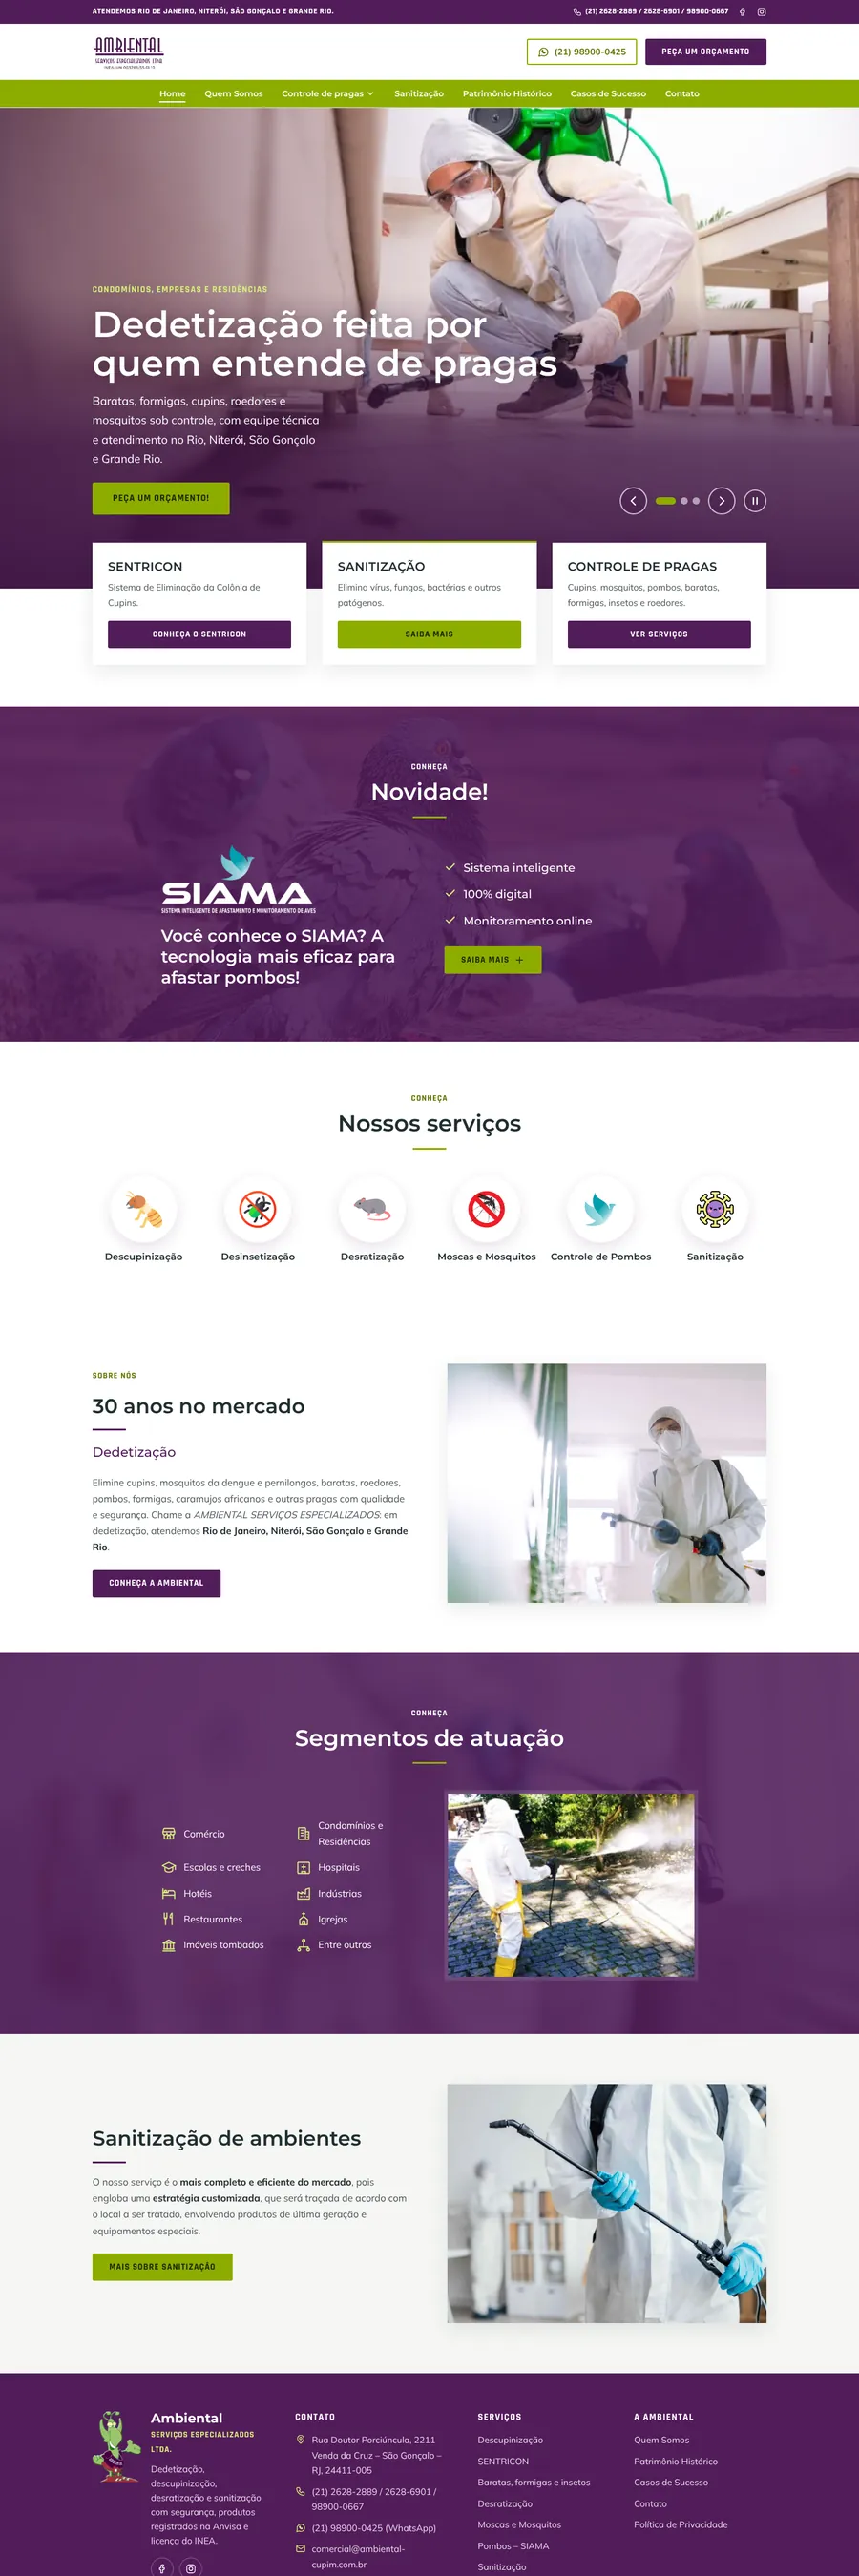 ATENDEMOS RIO DE JANEIRO, NITERÓI, SÃO GONÇALO E GRANDE RIO.
(21) 2628-2889 / 2628-6901 / 98900-0667
AMBIENTAL
SERVIÇOS ESPECIALIZADOS LTDA
(21) 98900-0425
PEÇA UM ORÇAMENTO
Home
Quem Somos
Controle de pragas
Sanitização
Patrimônio Histórico
Casos de Sucesso
Contato
CONDOMÍNIOS, EMPRESAS E RESIDÊNCIAS
Dedetização feita por
quem entende de pragas
Baratas, formigas, cupins, roedores e
mosquitos sob controle, com equipe técnica
e atendimento no Rio, Niterói, São Gonçalo
e Grande Rio.
PEÇA UM ORÇAMENTO!
SENTRICON
Sistema de Eliminação da Colônia de
Cupins.
CONHEÇA O SENTRICON
SANITIZAÇÃO
Elimina vírus, fungos, bactérias e outros
patógenos.
SAIBA MAIS
CONTROLE DE PRAGAS
Cupins, mosquitos, pombos, baratas,
formigas, insetos e roedores.
VER SERVIÇOS
CONHEÇA
Novidade!
SIAMA
SISTEMA INTELIGENTE DE AFASTAMENTO E MONITORAMENTO DE AVES
Você conhece o SIAMA? A
tecnologia mais eficaz para
afastar pombos!
Sistema inteligente
100% digital
Monitoramento online
SAIBA MAIS
CONHEÇA
Nossos serviços
Descupinização
Desinsetização
Desratização
Moscas e Mosquitos
Controle de Pombos
Sanitização
SOBRE NÓS
30 anos no mercado
Dedetização
Elimine cupins, mosquitos da dengue e pernilongos, baratas, roedores,
pombos, formigas, caramujos africanos e outras pragas com qualidade
e segurança. Chame a AMBIENTAL SERVIÇOS ESPECIALIZADOS: em
dedetização, atendemos Rio de Janeiro, Niterói, São Gonçalo e Grande
Rio.
CONHEÇA A AMBIENTAL
CONHEÇA
Segmentos de atuação
Comércio
Condomínios e
Residências
Escolas e creches
Hospitais
Hotéis
Indústrias
Restaurantes
Igrejas
Imóveis tombados
Entre outros
Sanitização de ambientes
O nosso serviço é o mais completo e eficiente do mercado, pois
engloba uma estratégia customizada, que será traçada de acordo com
o local a ser tratado, envolvendo produtos de última geração e
equipamentos especiais.
MAIS SOBRE SANITIZAÇÃO
Ambiental
SERVIÇOS ESPECIALIZADOS
LTDA.
Dedetização,
descupinização,
desratização e sanitização
com segurança, produtos
registrados na Anvisa e
licença do INEA.
CONTATO
Rua Doutor Porciúncula, 2211
Venda da Cruz – São Gonçalo –
RJ, 24411-005
(21) 2628-2889 / 2628-6901 /
98900-0667
(21) 98900-0425 (WhatsApp)
comercial@ambiental-
cupim.com.br
SERVIÇOS
Descupinização
SENTRICON
Baratas, formigas e insetos
Desratização
Moscas e Mosquitos
Pombos – SIAMA
Sanitização
A AMBIENTAL
Quem Somos
Patrimônio Histórico
Casos de Sucesso
Contato
Política de Privacidade